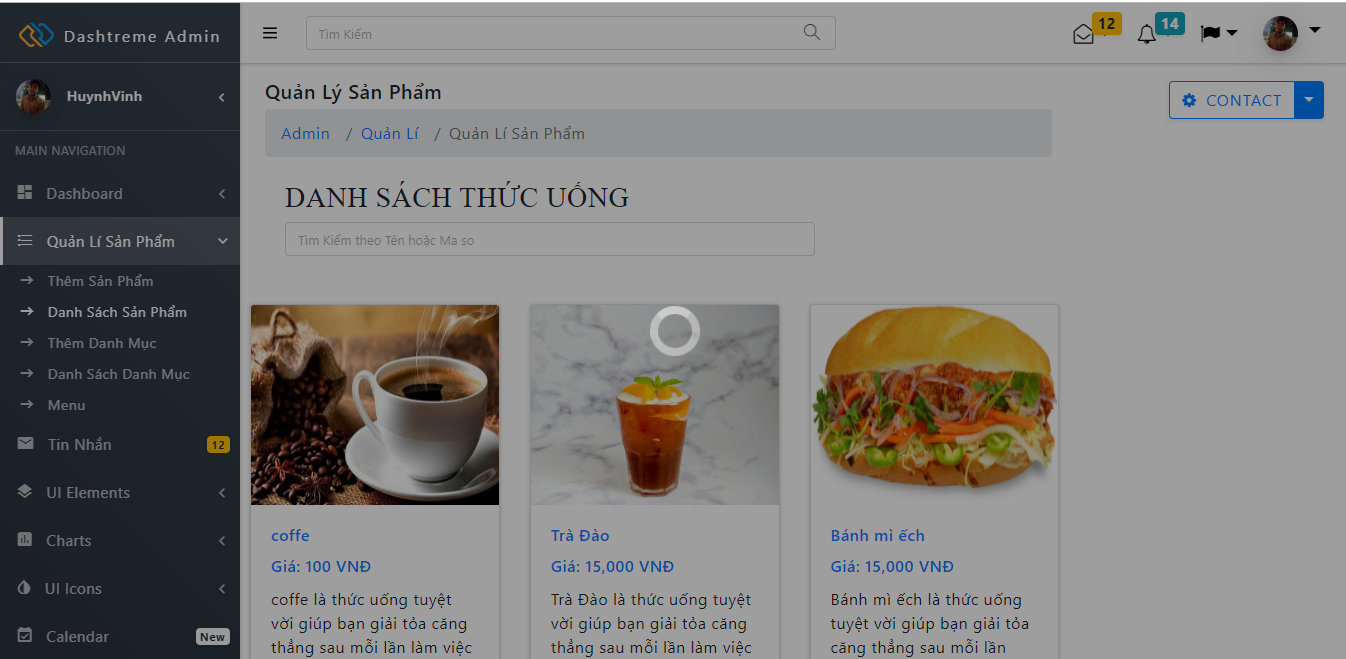 Dashtreme Admin
Tìm Kiếm
12
14
HuynhVinh
Quản Lý Sản Phẩm
CONTACT
Admin / Quản Lí / Quản Lí Sản Phẩm
MAIN NAVIGATION
Dashboard
Quản Lí Sản Phẩm
Thêm Sản Phẩm
Danh Sách Sản Phẩm
Thêm Danh Mục
Danh Sách Danh Mục
Menu
Tin Nhắn 12
UI Elements
Charts
UI Icons
Calendar New
DANH SÁCH THỨC UỐNG
Tìm Kiếm theo Tên hoặc Ma so
coffe
Giá: 100 VNĐ
coffe là thức uống tuyệt
vời giúp bạn giải tỏa căng
thẳng sau mỗi lần làm việc
Trà Đào
Giá: 15,000 VNĐ
Trà Đào là thức uống tuyệt
vời giúp bạn giải tỏa căng
thẳng sau mỗi lần làm việc
Bánh mì ếch
Giá: 15,000 VNĐ
Bánh mì ếch là thức uống
tuyệt vời giúp bạn giải tỏa
căng thẳng sau mỗi lần